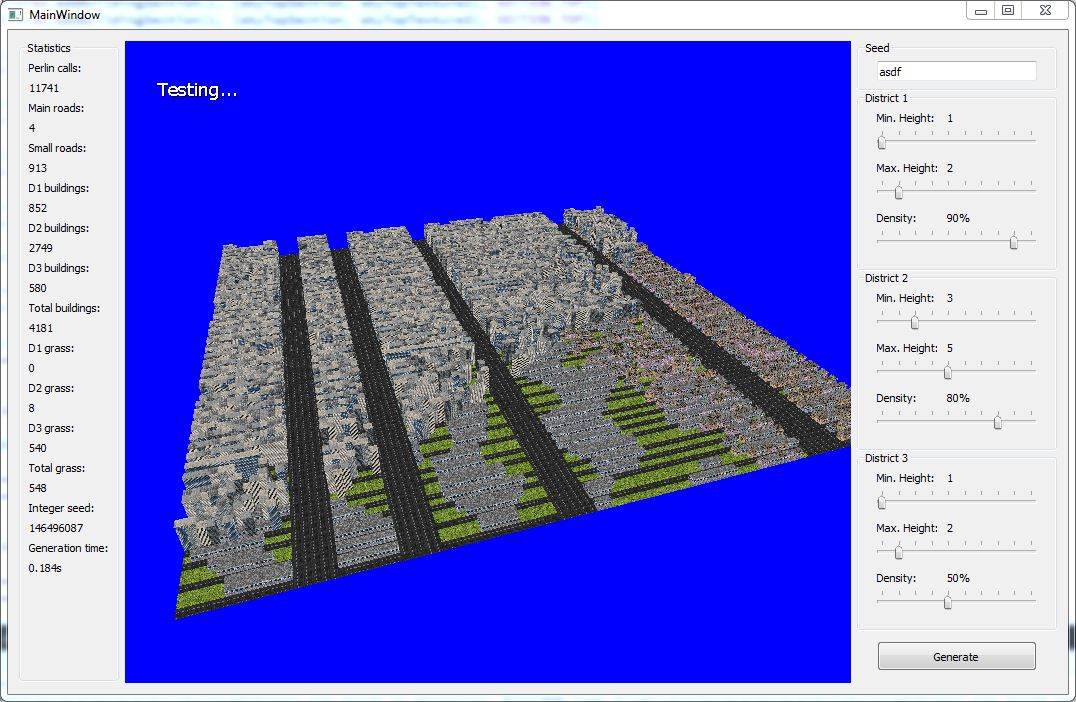 MainWindow
Statistics
Perlin calls:
11741
Main roads:
4
Small roads:
913
D1 buildings:
852
D2 buildings:
2749
D3 buildings:
580
Total buildings:
4181
D1 grass:
0
D2 grass:
8
D3 grass:
540
Total grass:
548
Integer seed:
146496087
Generation time:
0.184s
Testing...
Seed
asdf
District 1
Min. Height: 1
Max. Height: 2
Density: 90%
District 2
Min. Height: 3
Max. Height: 5
Density: 80%
District 3
Min. Height: 1
Max. Height: 2
Density: 50%
Generate